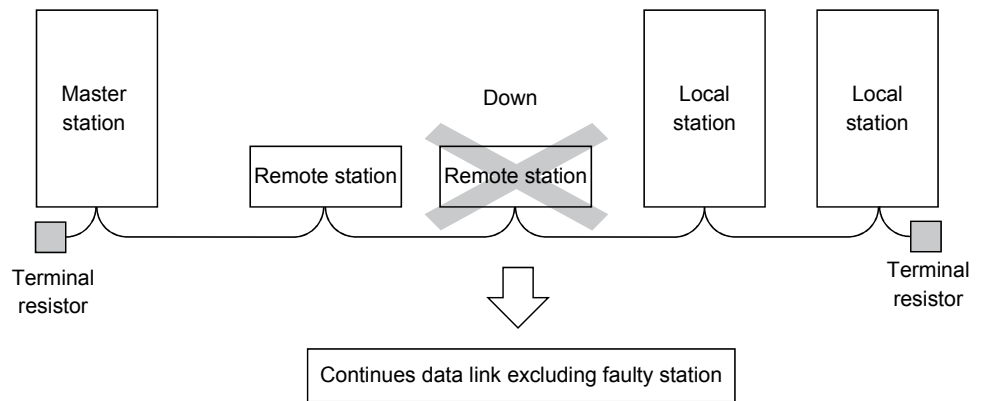 Master
station
Remote station
Down
Remote station
Local
station
Local
station
Terminal
resistor
Terminal
resistor
Continues data link excluding faulty station